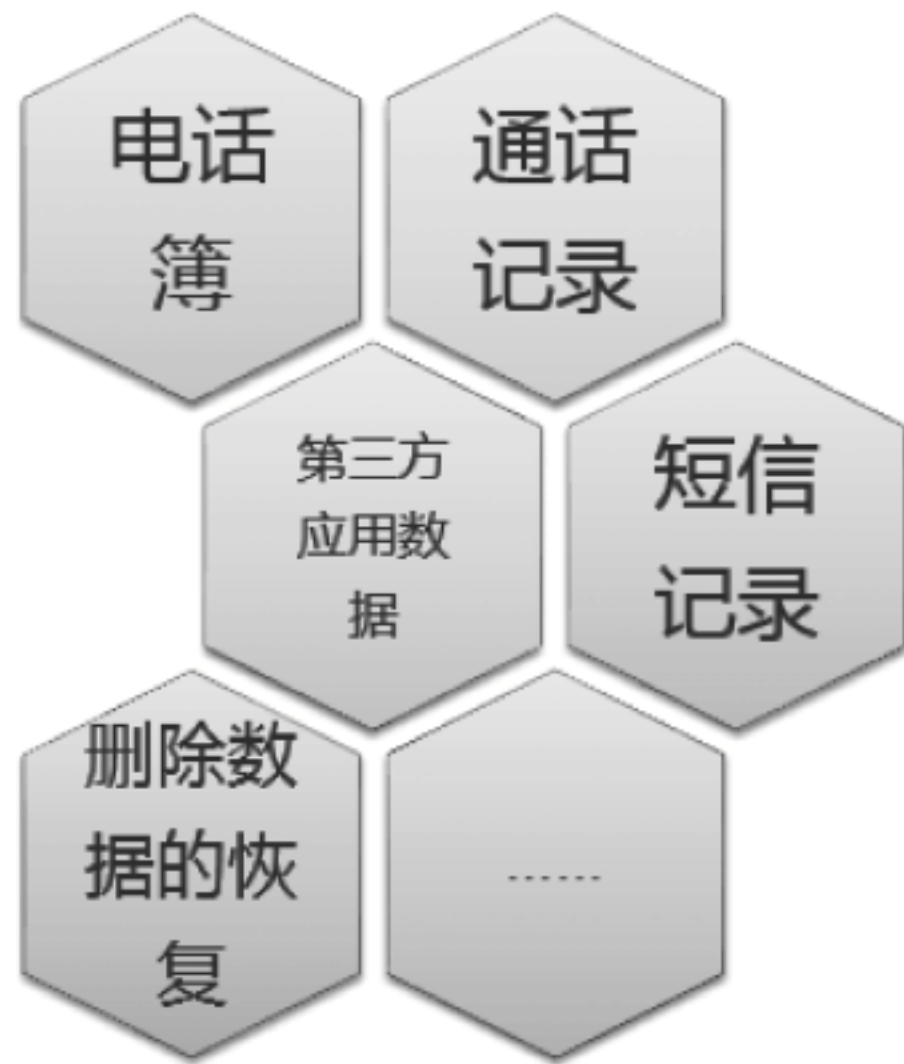 电话
簿
通话
记录
第三方
应用数
据
短信
记录
删除数
据的恢
复
......